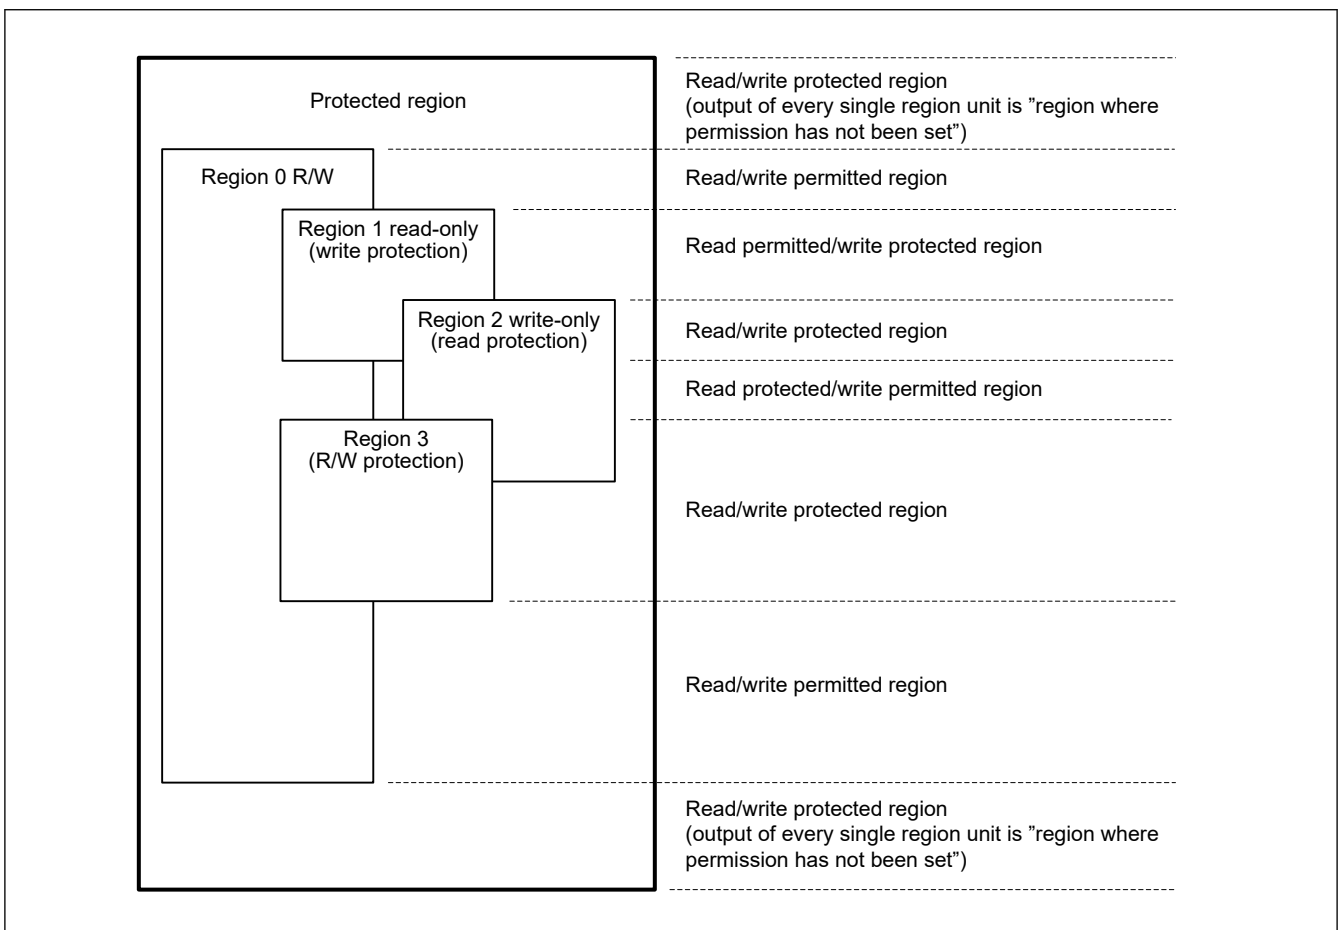 Protected region
Read/write protected region
(output of every single region unit is ”region where
permission has not been set”)
Region 0 R/W
Read/write permitted region
Region 1 read-only
(write protection)
Read permitted/write protected region
Region 2 write-only
(read protection)
Read/write protected region
Read protected/write permitted region
Region 3
(R/W protection)
Read/write protected region
Read/write permitted region
Read/write protected region
(output of every single region unit is ”region where
permission has not been set”)